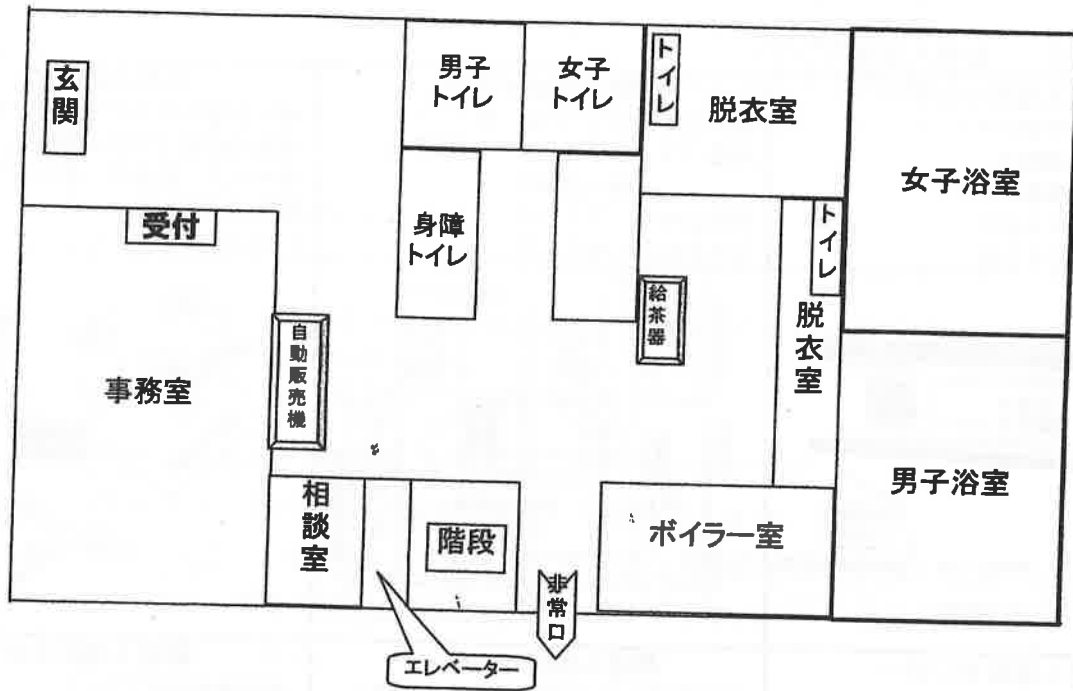 玄関
男子
トイレ
女子
トイレ
トイレ
脱衣室
女子浴室
受付
身障
トイレ
トイレ
給茶器
脱衣室
自動販売機
事務室
男子浴室
相談室
階段
ボイラー室
非常口
エレベーター